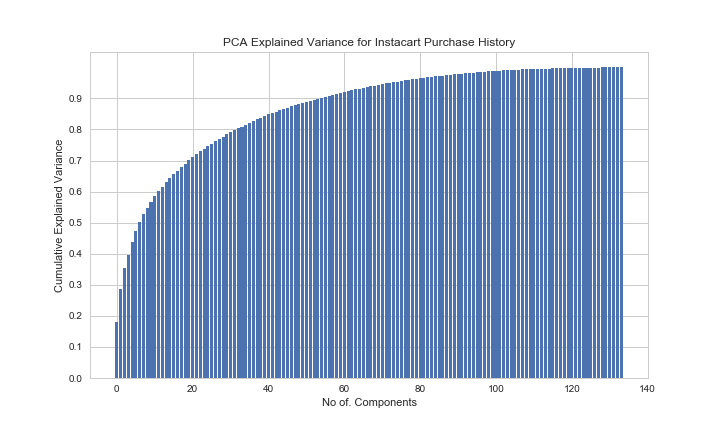 PCA Explained Variance for Instacart Purchase History
Cumulative Explained Variance
0.9
0.8
0.7
0.6
0.5
0.4
0.3
0.2
0.1
0.0
0 20 40 60 80 100 120 140
No of. Components